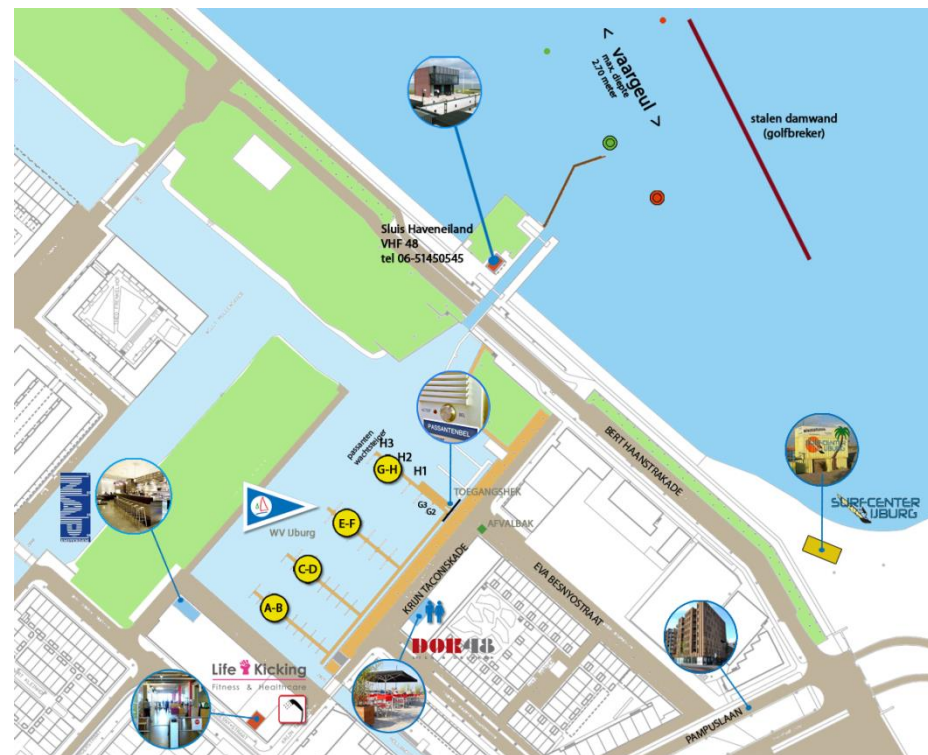 < vaargeul >
max. diepte
2.70 meter
stalen damwand
(golfbreker)
Sluis Haveneiland
VHF 48
tel 06-51450545
BERT HAANSTRAKADE
PASSANTENBEL
passanten
wachtsteiger
H3
H2
H1
G-H
G3
G2
TOEGANGSHEK
AFVALBAK
SURFCENTER
IJBURG
NAP
WV IJburg
E-F
C-D
A-B
KRIJN TACONISKADE
EVA BESNYOSTRAAT
DOK48
PAMPUSLAAN
Life Kicking
Fitness & Healthcare